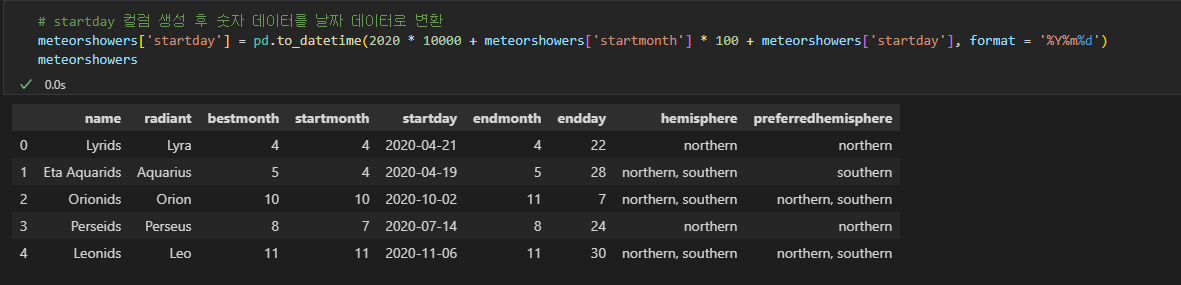 # startday 컬럼 생성 후 숫자 데이터를 날짜 데이터로 변환
meteorshowers['startday'] = pd.to_datetime(2020 * 10000 + meteorshowers['startmonth'] * 100 + meteorshowers['startday'], format = '%Y%m%d')
meteorshowers
✓ 0.0s
name radiant bestmonth startmonth startday endmonth endday hemisphere preferredhemisphere
0 Lyrids Lyra 4 4 2020-04-21 4 22 northern northern
1 Eta Aquarids Aquarius 5 4 2020-04-19 5 28 northern, southern southern
2 Orionids Orion 10 10 2020-10-02 11 7 northern, southern northern, southern
3 Perseids Perseus 8 7 2020-07-14 8 24 northern northern
4 Leonids Leo 11 11 2020-11-06 11 30 northern, southern northern, southern